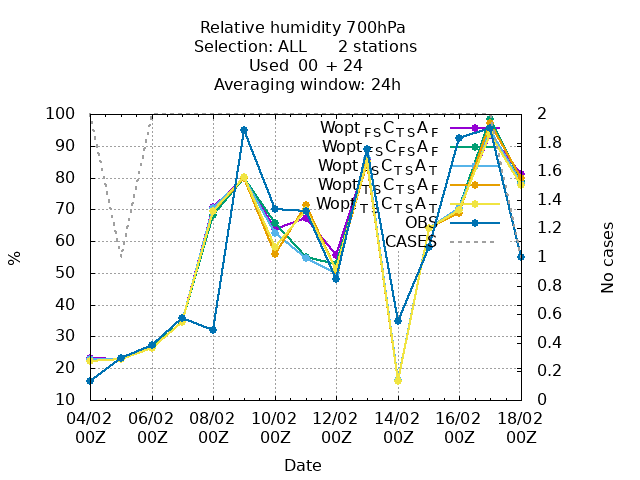 Relative humidity 700hPa
Selection: ALL 2 stations
Used 00 + 24
Averaging window: 24h
100
90
80
70
60
50
40
30
20
10
%
2
1.8
1.6
1.4
1.2
1
0.8
0.6
0.4
0.2
0
No cases
Wopt FS C TS A F
Wopt FS C FS A F
Wopt FS C TS A T
Wopt TS C TS A F
Wopt TS C TS A T
OBS
CASES
04/02 06/02 08/02 10/02 12/02 14/02 16/02 18/02
00Z 00Z 00Z 00Z 00Z 00Z 00Z 00Z
Date